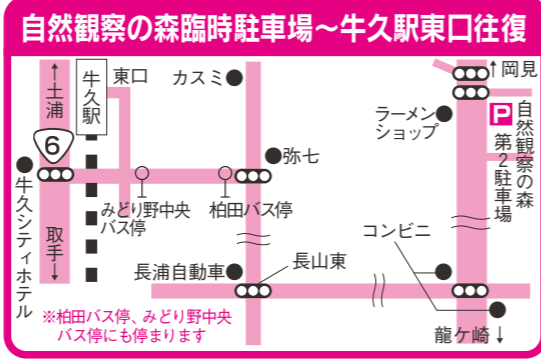 自然観察の森臨時駐車場～牛久駅東口往復
↑土浦
牛久駅
東口
カスミ
↑岡見
6
ラーメン
ショップ
P
自然観察の森
第2駐車場
弥七
牛久シティホテル
みどり野中央
バス停
柏田バス停
取手↓
コンビニ
長浦自動車
長山東
※柏田バス停、みどり野中央
バス停にも停まります
龍ケ崎↓